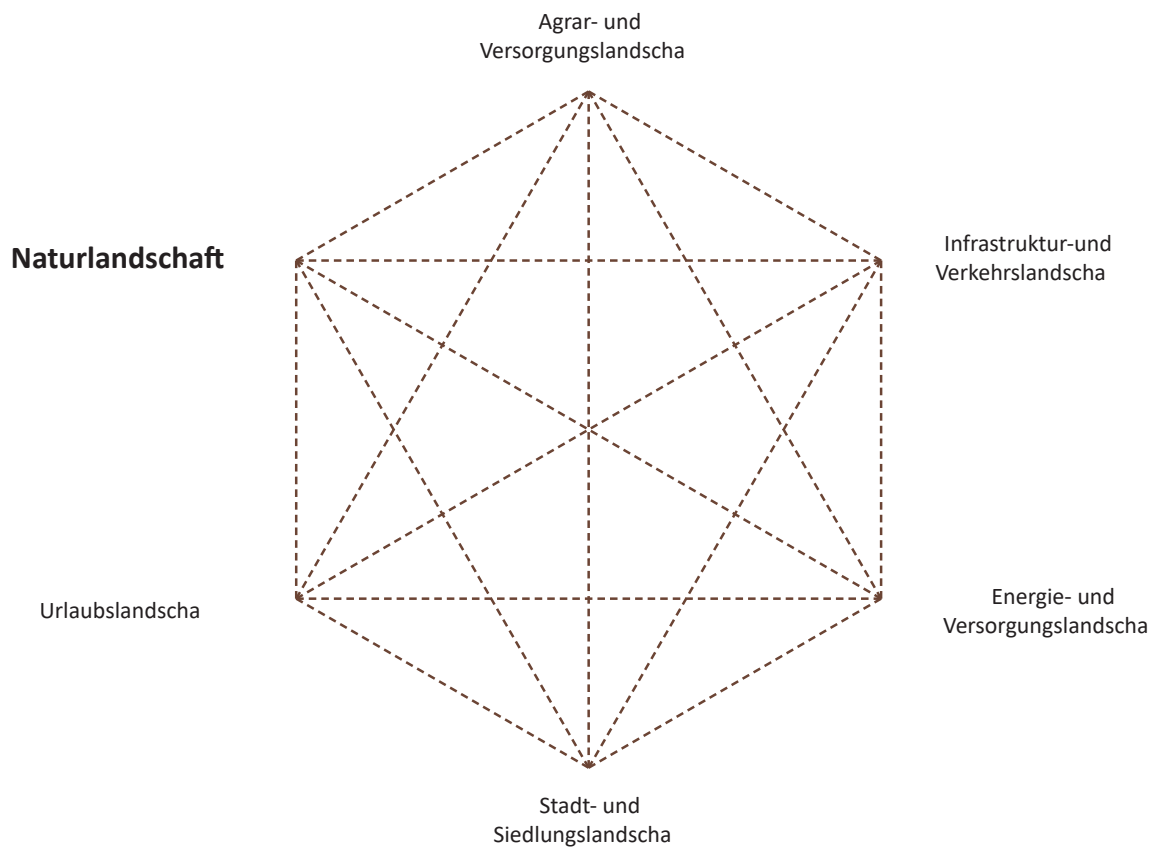 Agrar- und
Versorgungslandscha
Naturlandschaft
Infrastruktur-und
Verkehrslandscha
Urlaubslandscha
Energie- und
Versorgungslandscha
Stadt- und
Siedlungslandscha